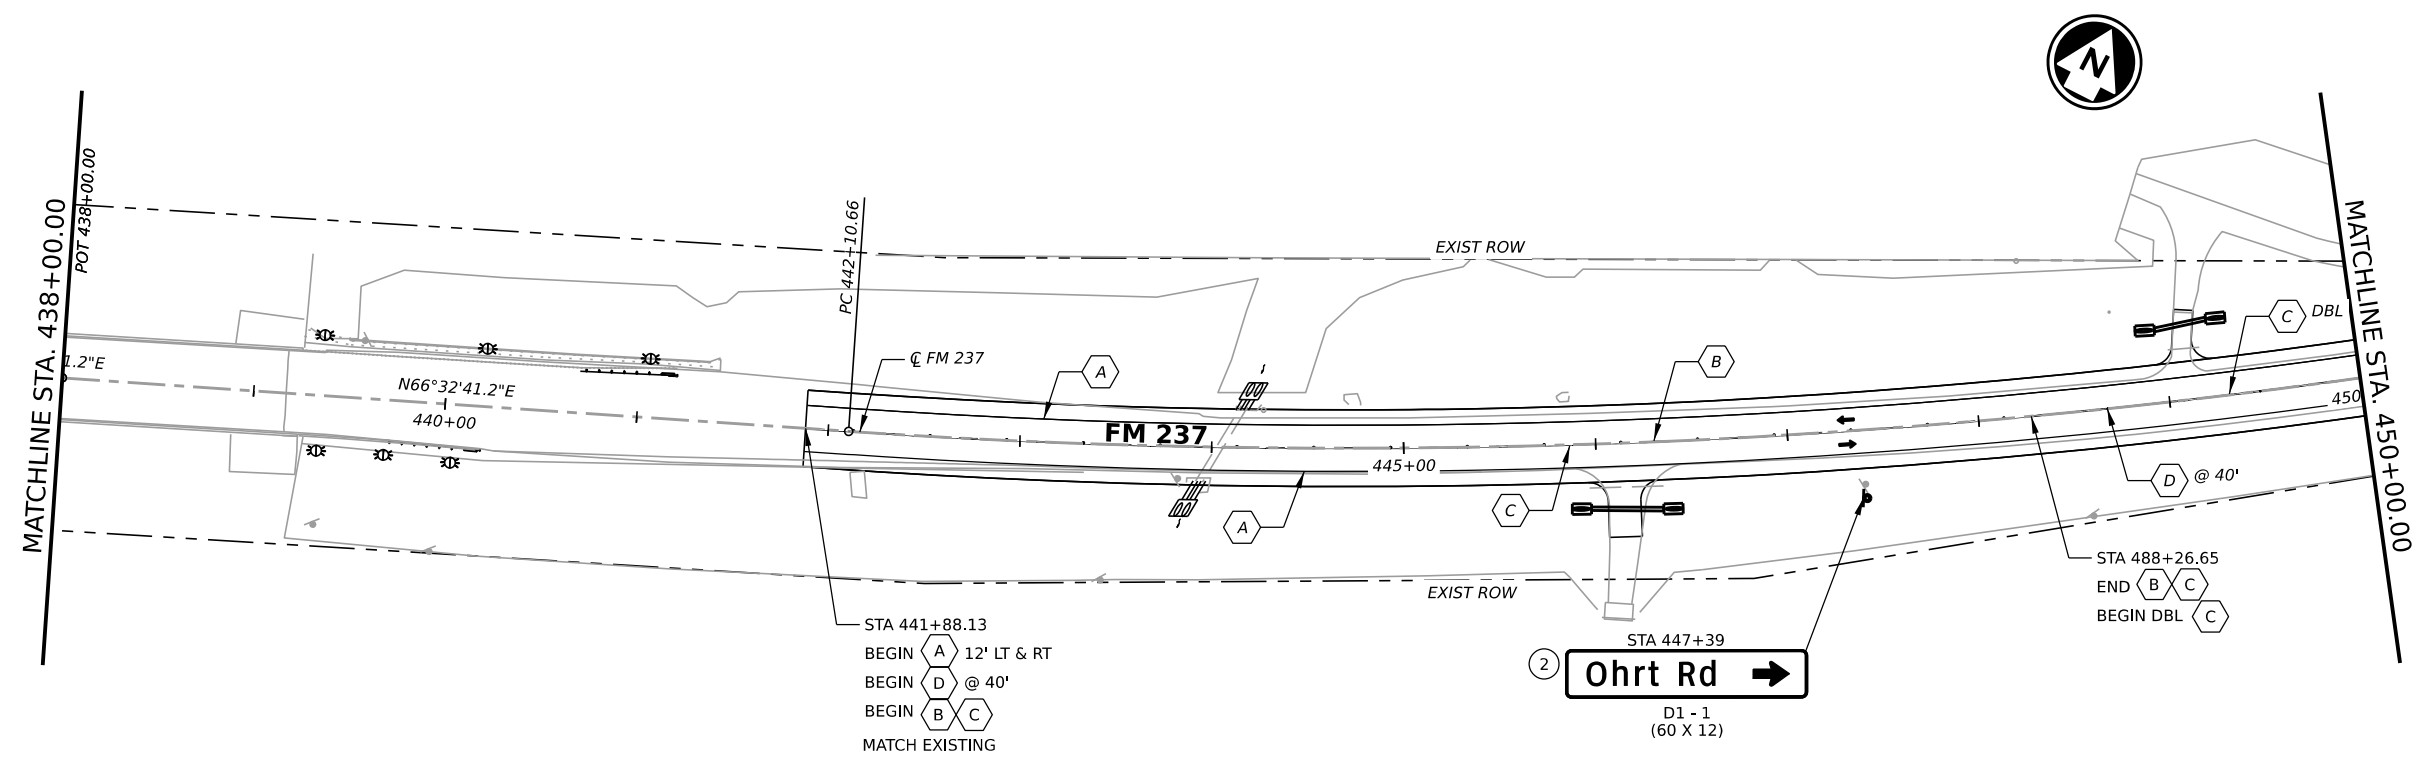 N
MATCHLINE STA. 438+00.00
POT 438+00.00
1.2"E
N66°32'41.2"E
440+00
PC 442+10.66
℄ FM 237
A
FM 237
EXIST ROW
B
C DBL
MATCHLINE STA. 450+00.00
450
445+00
A
C
D @ 40'
EXIST ROW
STA 441+88.13
BEGIN A 12' LT & RT
BEGIN D @ 40'
BEGIN B C
MATCH EXISTING
STA 447+39
2 Ohrt Rd
D1 - 1
(60 X 12)
STA 488+26.65
END B C
BEGIN DBL C